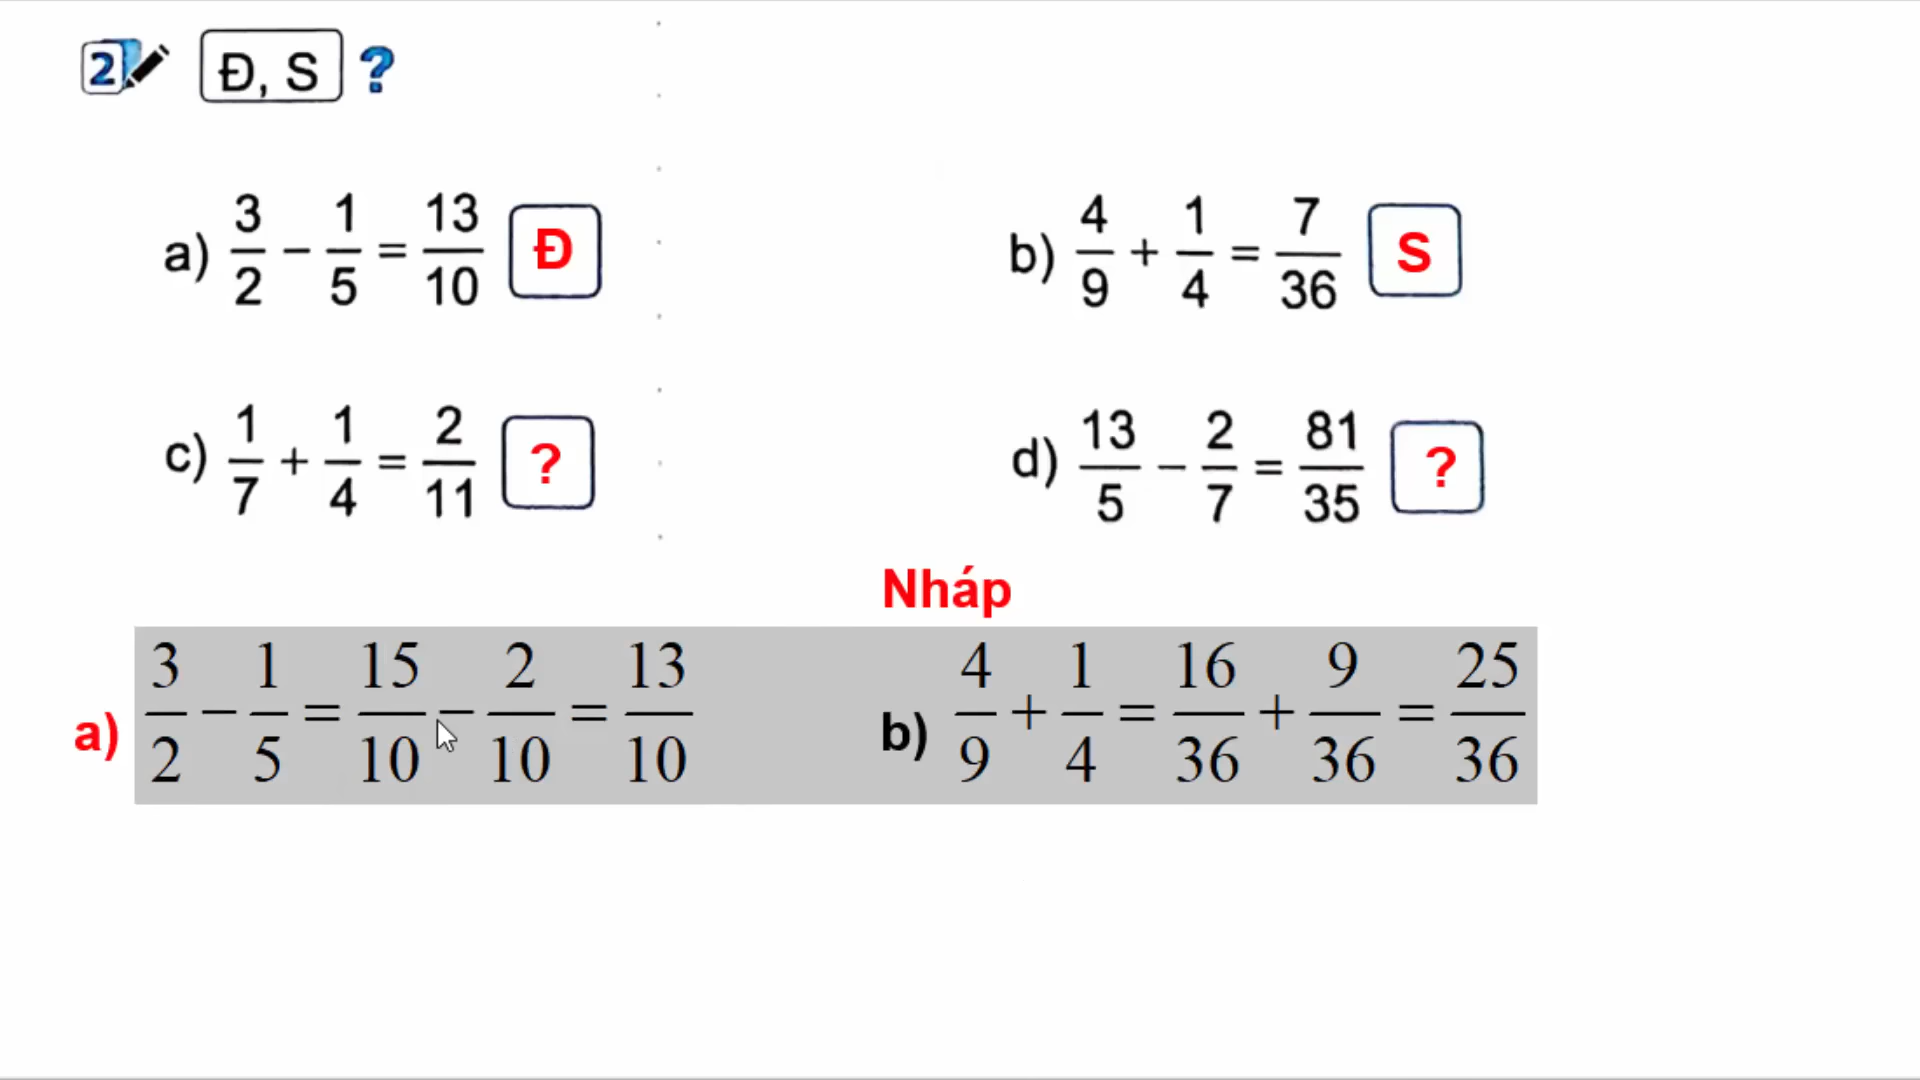 2 Đ, S ?
a) 3/2 − 1/5 = 13/10 Đ
b) 4/9 + 1/4 = 7/36 S
c) 1/7 + 1/4 = 2/11 ?
d) 13/5 − 2/7 = 81/35 ?
Nháp
a) 3/2 − 1/5 = 15/10 − 2/10 = 13/10
b) 4/9 + 1/4 = 16/36 + 9/36 = 25/36